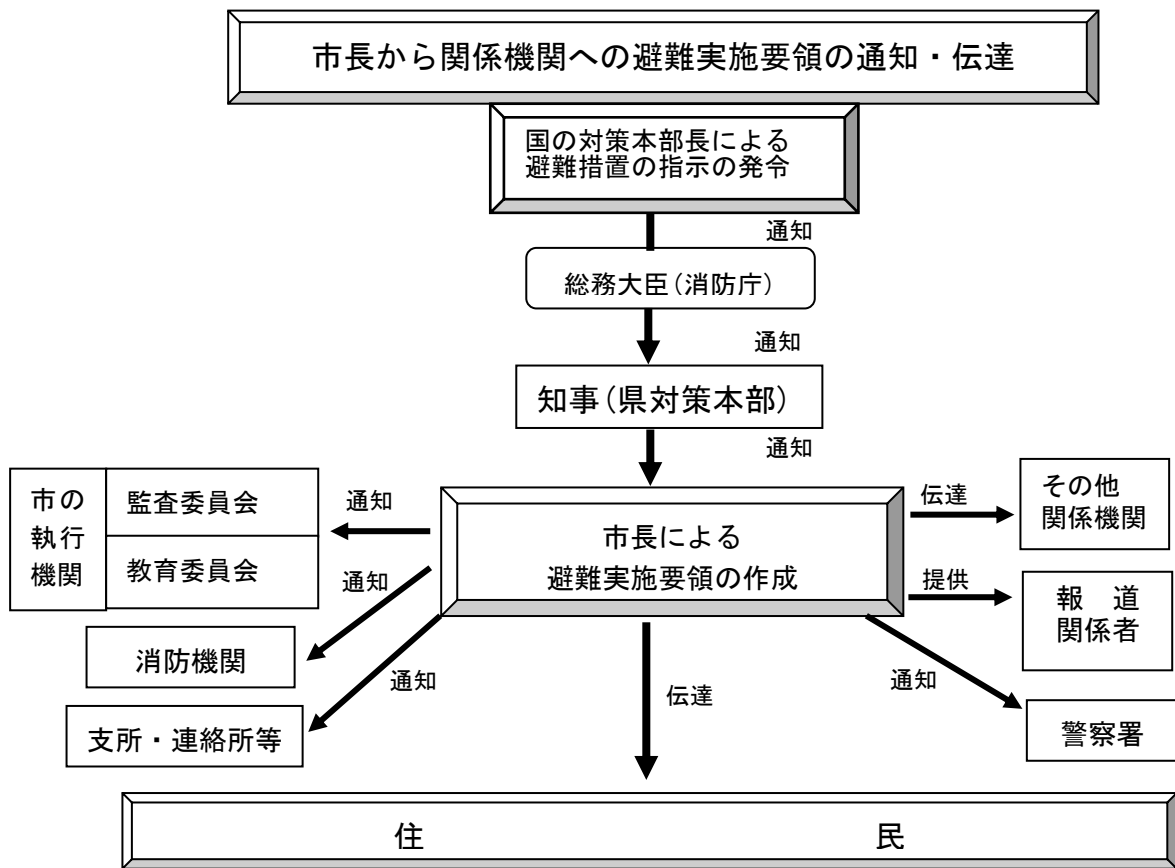 市長から関係機関への避難実施要領の通知・伝達
国の対策本部長による
避難措置の指示の発令
通知
総務大臣(消防庁)
通知
知事(県対策本部)
通知
市の
執行
機関
監査委員会
教育委員会
通知
通知
消防機関
通知
支所・連絡所等
市長による
避難実施要領の作成
伝達
その他
関係機関
提供
報 道
関係者
通知
警察署
伝達
住 民